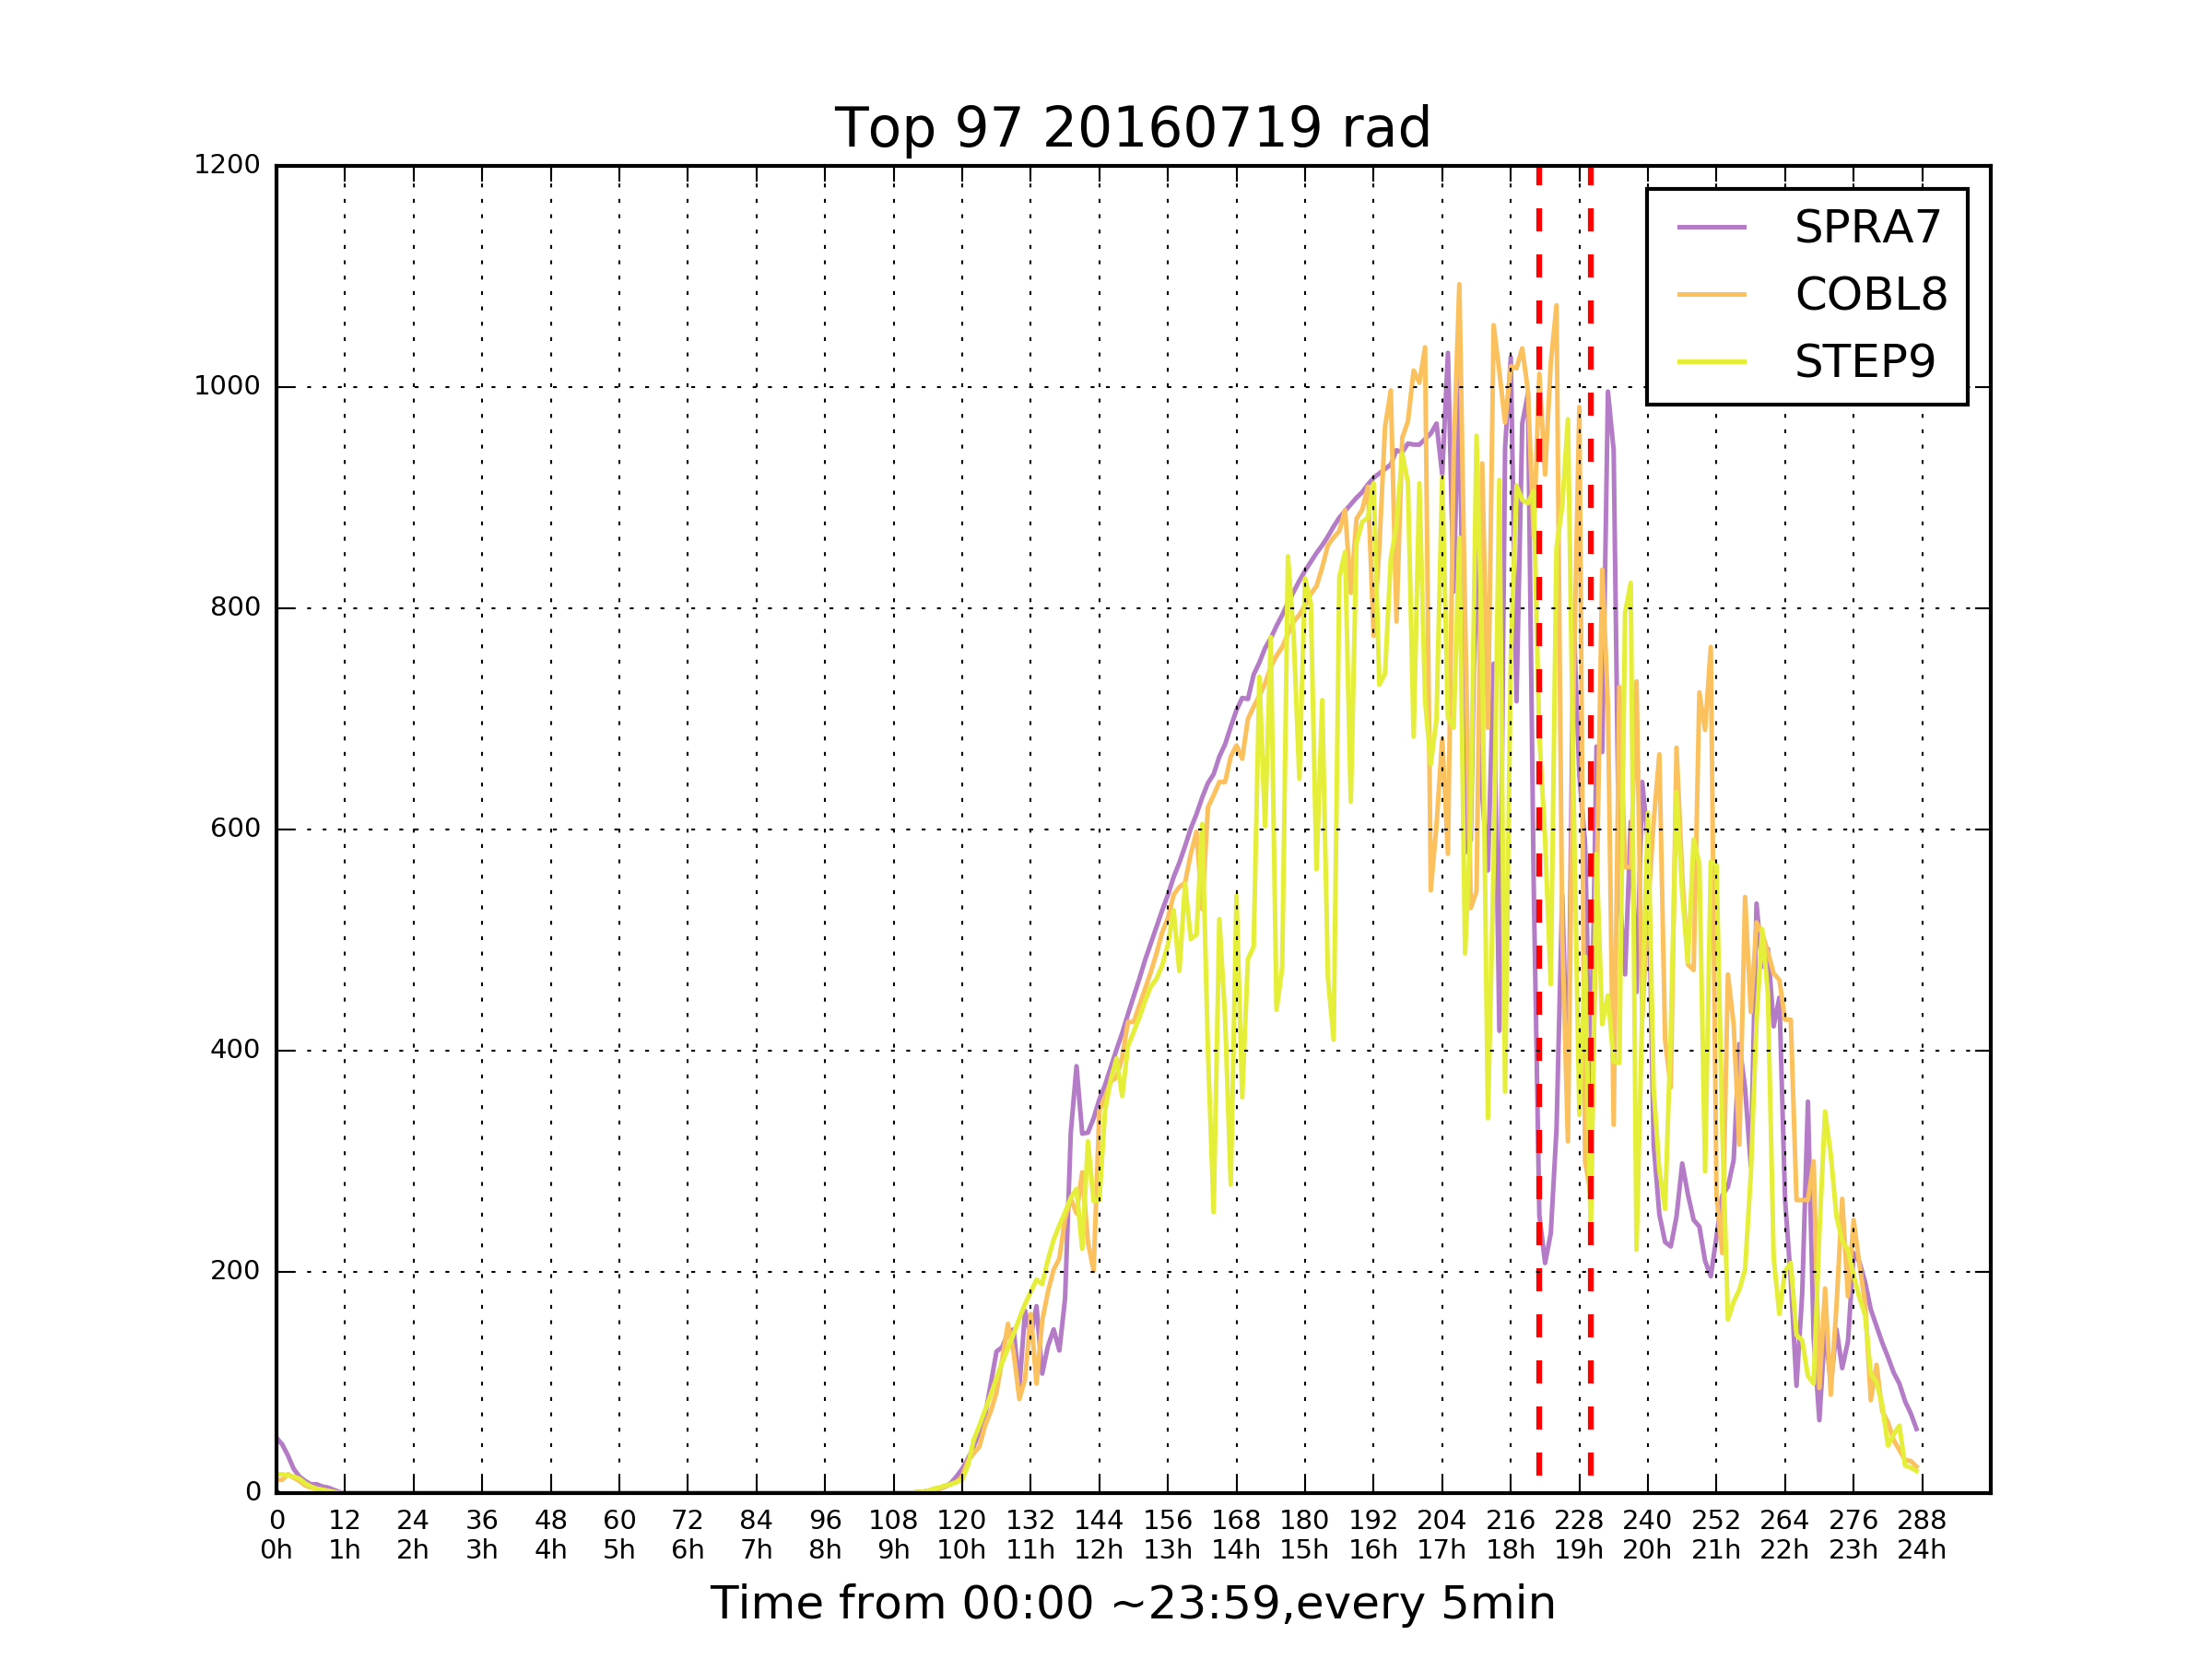 Top 97 20160719 rad
1200
1000
800
600
400
200
0
SPRA7
COBL8
STEP9
0 12 24 36 48 60 72 84 96 108 120 132 144 156 168 180 192 204 216 228 240 252 264 276 288
0h 1h 2h 3h 4h 5h 6h 7h 8h 9h 10h 11h 12h 13h 14h 15h 16h 17h 18h 19h 20h 21h 22h 23h 24h
Time from 00:00 ~23:59,every 5min